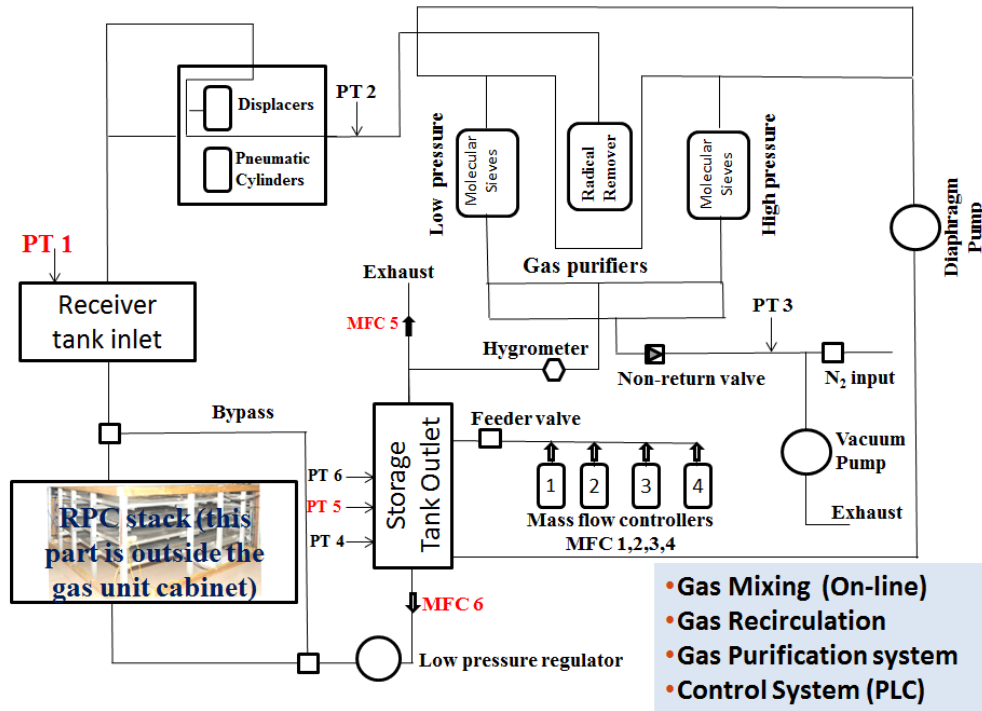 Displacers
Pneumatic
Cylinders
PT 2
Low pressure
Molecular
Sieves
Radical
Remover
Molecular
Sieves
High pressure
Diaphragm
Pump
PT 1
Receiver
tank inlet
Exhaust
Gas purifiers
MFC 5
PT 3
Hygrometer
Non-return valve
N₂ input
Bypass
Feeder valve
Vacuum
Pump
PT 6
PT 5
PT 4
Storage
Tank Outlet
1
2
3
4
Mass flow controllers
MFC 1,2,3,4
Exhaust
RPC stack (this
part is outside the
gas unit cabinet)
MFC 6
Low pressure regulator
•Gas Mixing (On-line)
•Gas Recirculation
•Gas Purification system
•Control System (PLC)